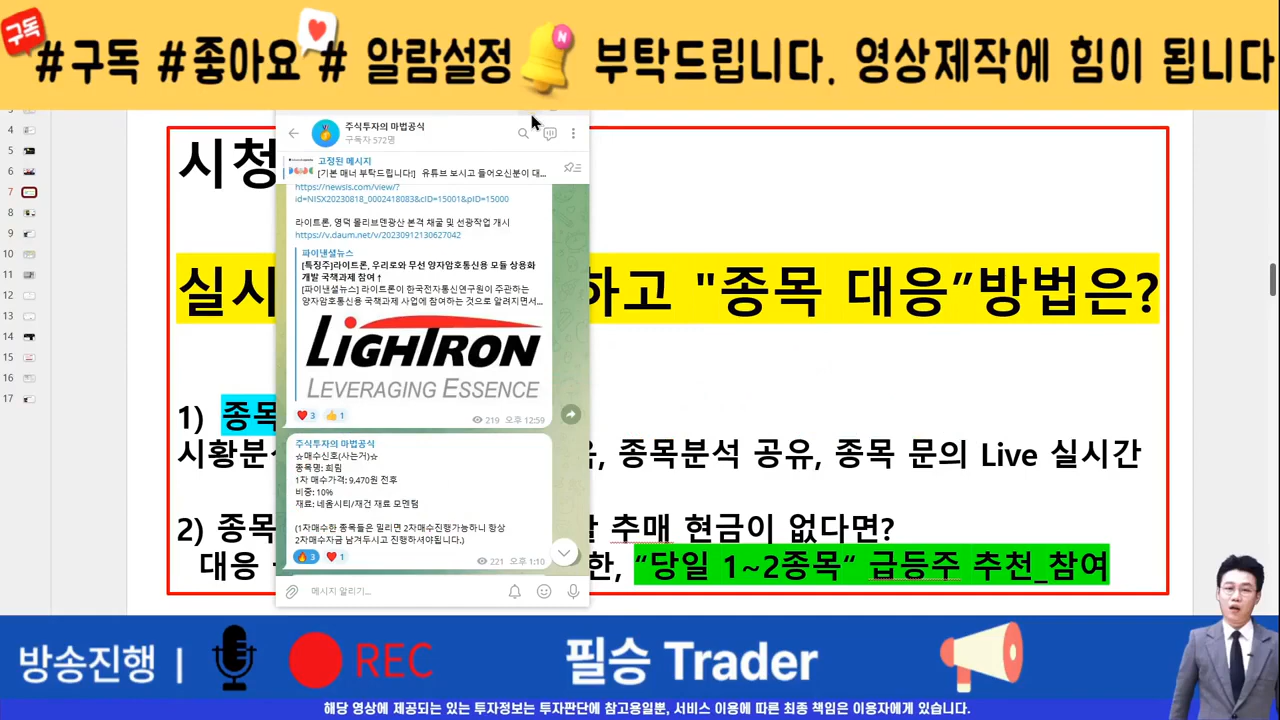 구독
#구독 #좋아요 # 알람설정 N 부탁드립니다. 영상제작에 힘이 됩니다
4
5
6
7
8
9
10
11
12
13
14
15
16
17
시청
실시
하고 "종목 대응”방법은?
1) 종목
시황분
, 종목분석 공유, 종목 문의 Live 실시간
2) 종목
추매 현금이 없다면?
대응
한, “당일 1~2종목“ 급등주 추천_참여
주식투자의 마법공식
구독자 572명
고정된 메시지
[기본 매너 부탁드립니다!] 유튜브 보시고 들어오신분이 대...
https://newsis.com/view/?
id=NISX20230818_0002418083&cID=15001&pID=15000
라이트론, 영덕 몰리브덴광산 본격 채굴 및 선광작업 개시
https://v.daum.net/v/20230912130627042
파이낸셜뉴스
[특징주]라이트론, 우리로와 무선 양자암호통신용 모듈 상용화
개발 국책과제 참여↑
[파이낸셜뉴스] 라이트론이 한국전자통신연구원이 주관하는
양자암호통신용 국책과제 사업에 참여하는 것으로 알려지면서...
LIGHTRON
LEVERAGING ESSENCE
3 1
219 오후 12:59
주식투자의 마법공식
☆매수신호(사는거)☆
종목명: 희림
1차 매수가격: 9,470원 전후
비중: 10%
재료: 네옴시티/재건 재료 모멘텀
(1차매수한 종목들은 밀리면 2차매수진행가능하니 항상
2차매수자금 남겨두시고 진행하셔야됩니다.)
3 1
221 오후 1:10
메시지 알리기...
방송진행 |
REC
필승 Trader
해당 영상에 제공되는 있는 투자정보는 투자판단에 참고용일뿐, 서비스 이용에 따른 최종 책임은 이용자에게 있습니다.